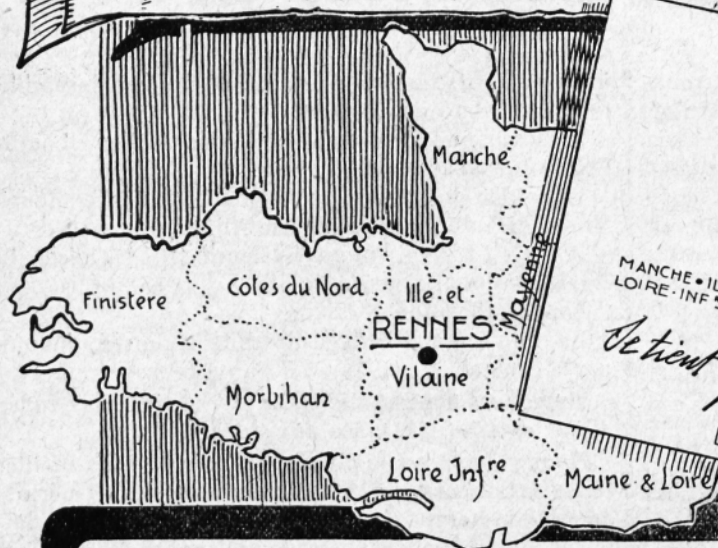 Manche
Mayenne
Finistère
Côtes du Nord
Ille-et
RENNES
Vilaine
Morbihan
Loire Infre
Maine & Loire
MANCHE • IL
LOIRE-INF •